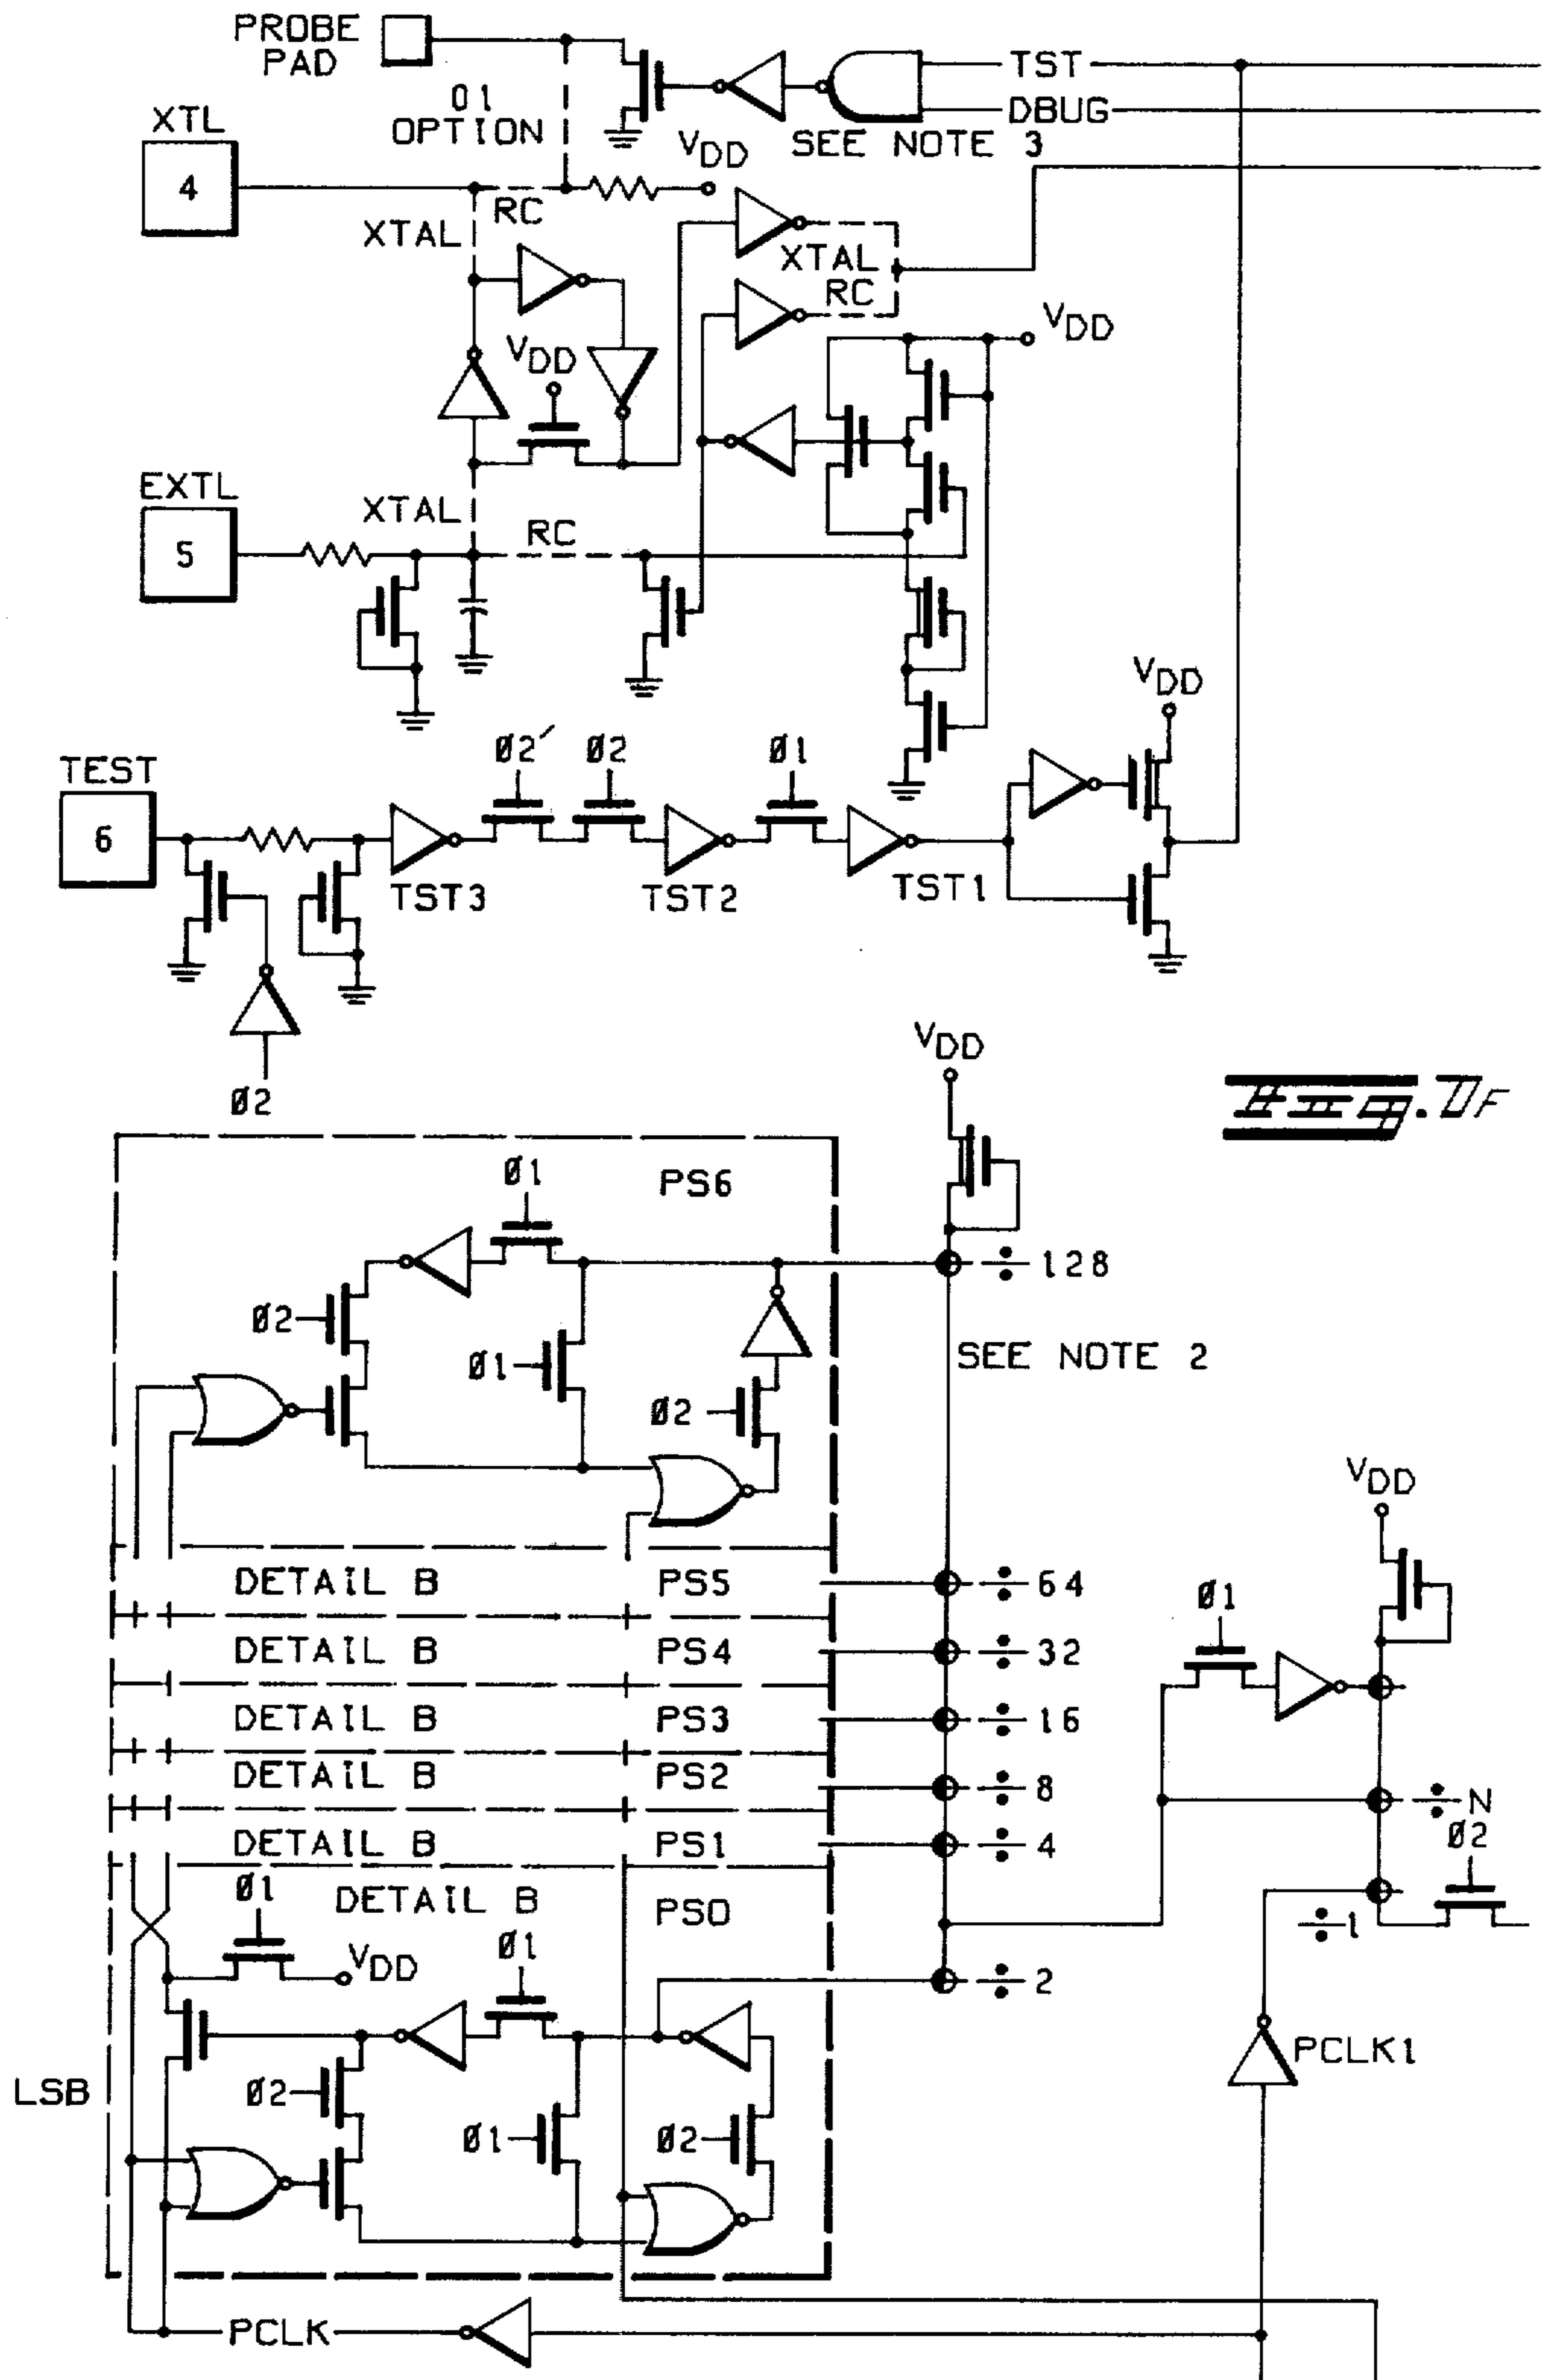 PROBE
PAD
TST
DBUG
01
OPTION
XTL
VDD
SEE NOTE 3
4
RC
XTAL
XTAL
RC
VDD
VDD
EXTL
XTAL
RC
5
VDD
Ø2´
Ø2
Ø1
TEST
6
TST3
TST2
TST1
Ø2
VDD
Fig. 7F
Ø1
PS6
÷ 128
Ø2
Ø1
SEE NOTE 2
Ø2
VDD
DETAIL B
PS5
÷ 64
Ø1
DETAIL B
PS4
÷ 32
DETAIL B
PS3
÷ 16
DETAIL B
PS2
÷ 8
÷ N
DETAIL B
PS1
÷ 4
Ø2
Ø1
DETAIL B
PS0
÷ 1
Ø1
VDD
÷ 2
PCLK1
LSB
Ø2
Ø1
Ø2
PCLK